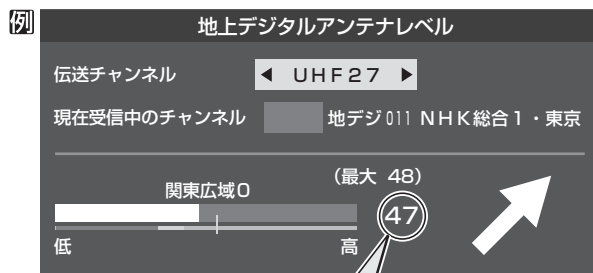 例
地上デジタルアンテナレベル
伝送チャンネル ◀ UHF27 ▶
現在受信中のチャンネル 地デジ011 NHK総合1・東京
関東広域0
(最大 48)
47
低 高